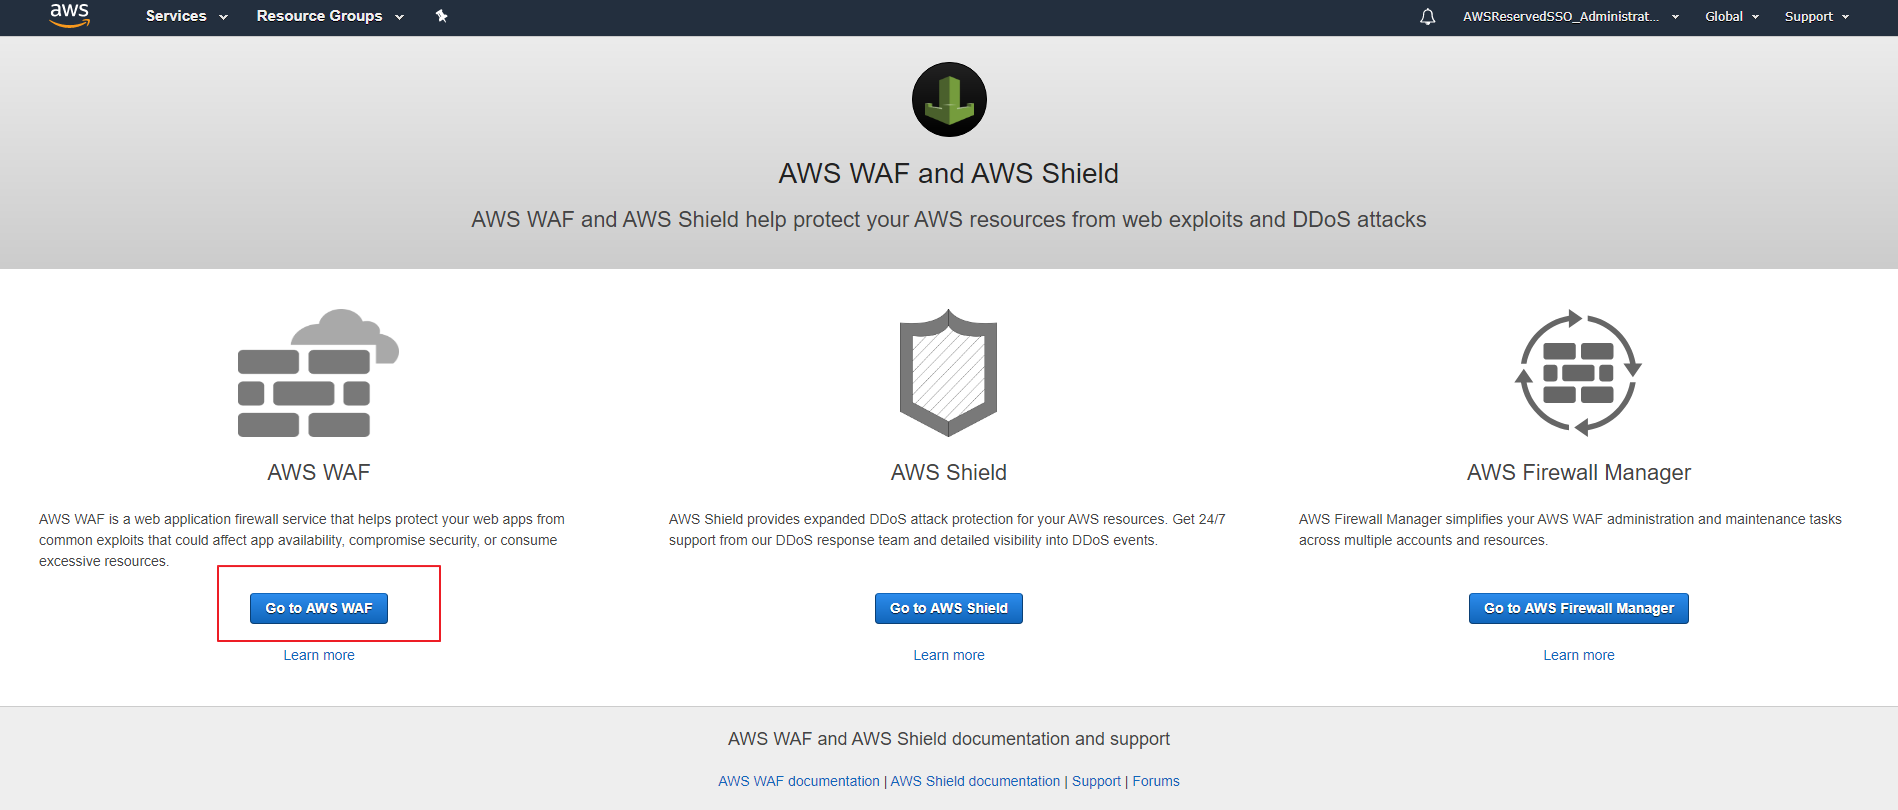 aws Services Resource Groups AWSReservedSSO_Administrat... Global Support
AWS WAF and AWS Shield
AWS WAF and AWS Shield help protect your AWS resources from web exploits and DDoS attacks
AWS WAF
AWS WAF is a web application firewall service that helps protect your web apps from
common exploits that could affect app availability, compromise security, or consume
excessive resources.
Go to AWS WAF
Learn more
AWS Shield
AWS Shield provides expanded DDoS attack protection for your AWS resources. Get 24/7
support from our DDoS response team and detailed visibility into DDoS events.
Go to AWS Shield
Learn more
AWS Firewall Manager
AWS Firewall Manager simplifies your AWS WAF administration and maintenance tasks
across multiple accounts and resources.
Go to AWS Firewall Manager
Learn more
AWS WAF and AWS Shield documentation and support
AWS WAF documentation | AWS Shield documentation | Support | Forums